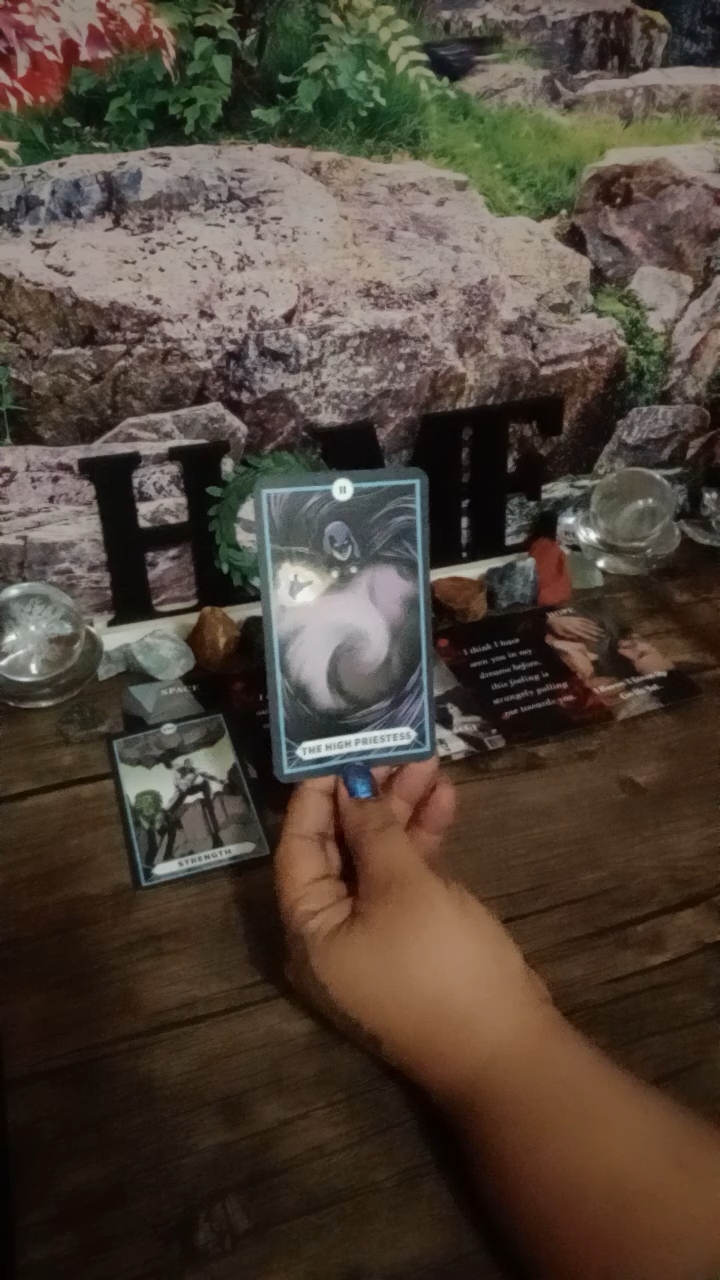 HOME
II
THE HIGH PRIESTESS
SPACE
STRENGTH
I think I have
seen you in my
dreams before,
this feeling is
strangely pulling
me towards you